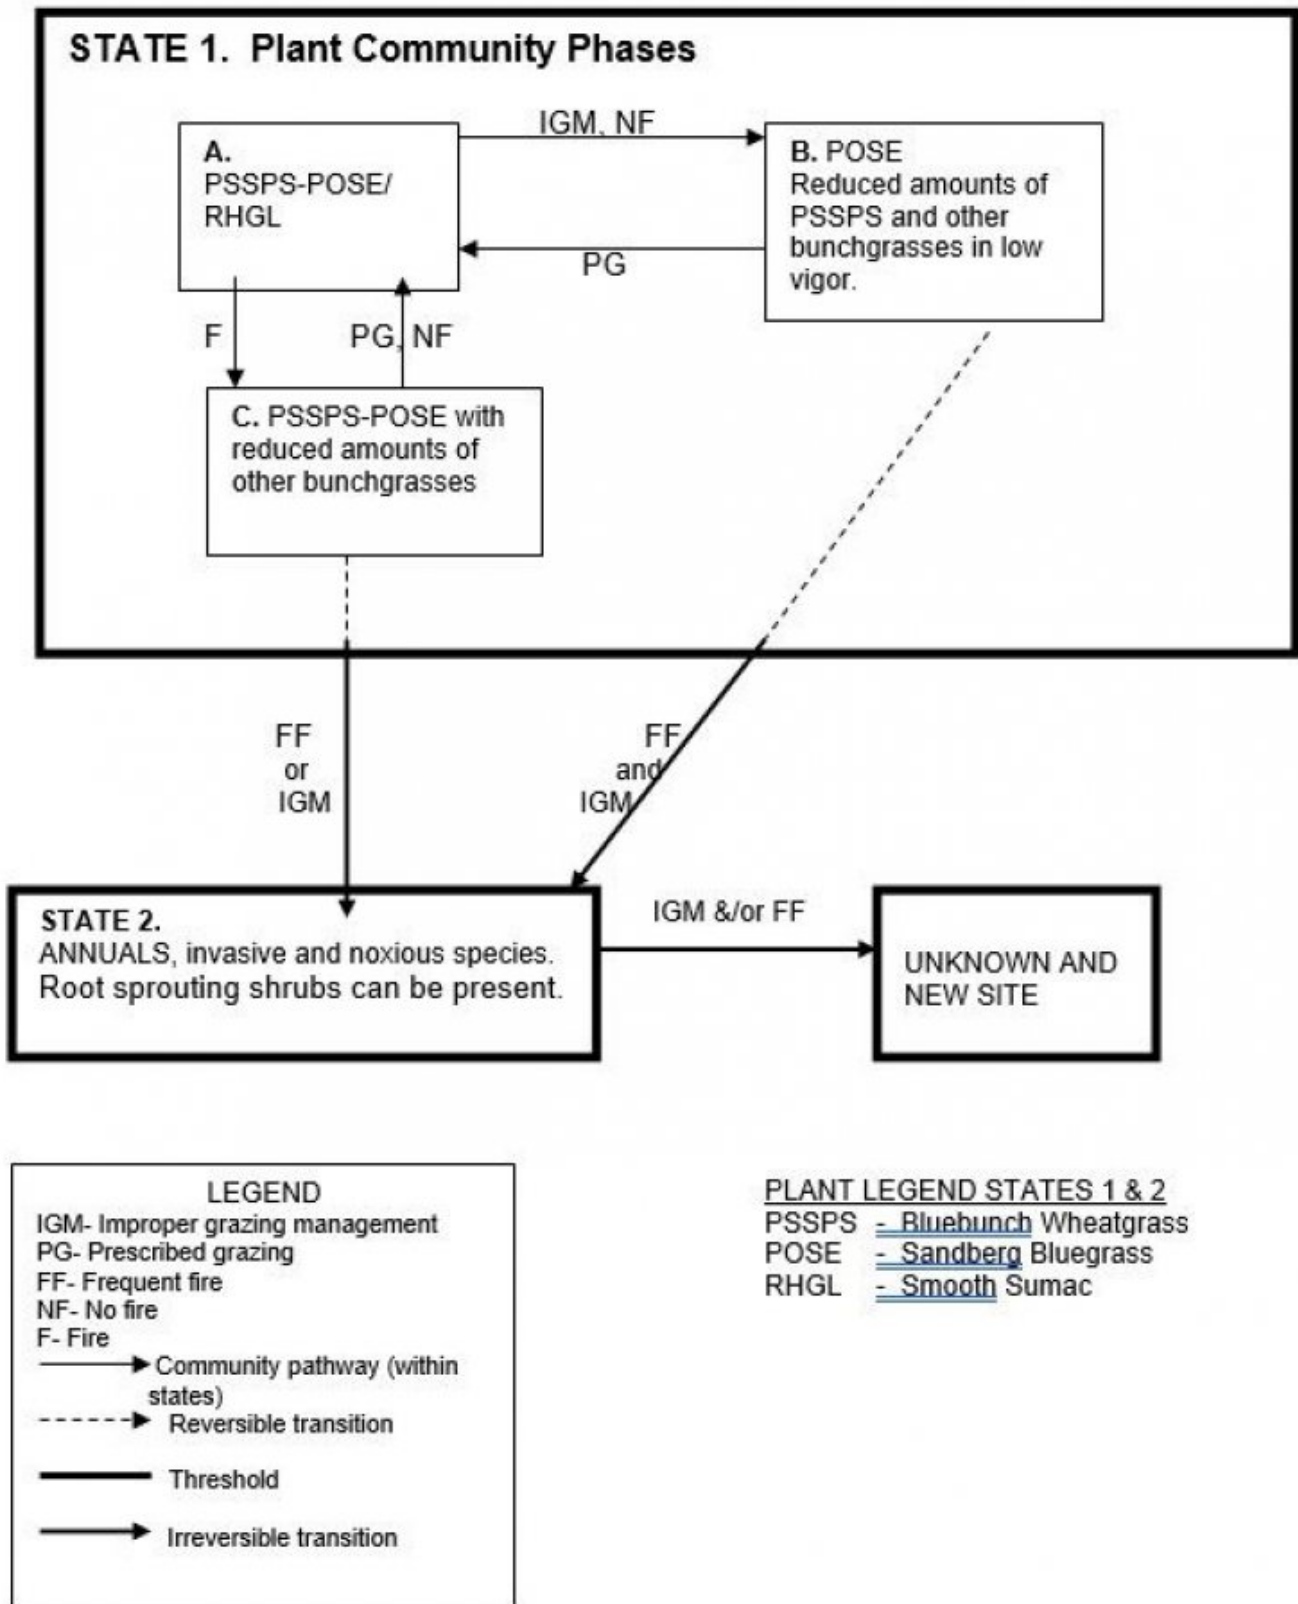 STATE 1. Plant Community Phases
IGM, NF
A.
PSSPS-POSE/
RHGL
B. POSE
Reduced amounts of
PSSPS and other
bunchgrasses in low
vigor.
PG
F
PG, NF
C. PSSPS-POSE with
reduced amounts of
other bunchgrasses
FF
or
IGM
FF
and
IGM
STATE 2.
ANNUALS, invasive and noxious species.
Root sprouting shrubs can be present.
IGM &/or FF
UNKNOWN AND
NEW SITE
LEGEND
IGM- Improper grazing management
PG- Prescribed grazing
FF- Frequent fire
NF- No fire
F- Fire
Community pathway (within
states)
Reversible transition
Threshold
Irreversible transition
PLANT LEGEND STATES 1 & 2
PSSPS - Bluebunch Wheatgrass
POSE - Sandberg Bluegrass
RHGL - Smooth Sumac